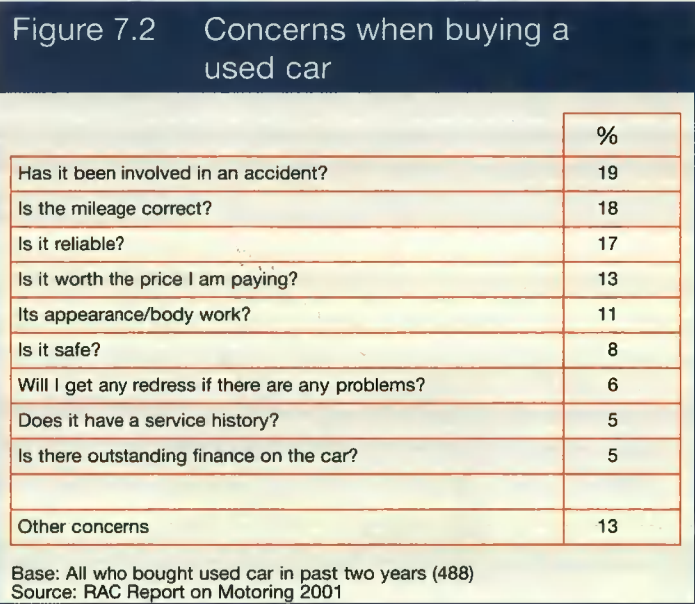 Figure 7.2 Concerns when buying a
used car
%
Has it been involved in an accident? 19
Is the mileage correct? 18
Is it reliable? 17
Is it worth the price I am paying? 13
Its appearance/body work? 11
Is it safe? 8
Will I get any redress if there are any problems? 6
Does it have a service history? 5
Is there outstanding finance on the car? 5
Other concerns 13
Base: All who bought used car in past two years (488)
Source: RAC Report on Motoring 2001